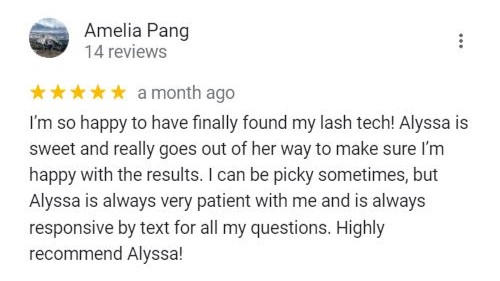 Amelia Pang
14 reviews
a month ago
I'm so happy to have finally found my lash tech! Alyssa is
sweet and really goes out of her way to make sure I'm
happy with the results. I can be picky sometimes, but
Alyssa is always very patient with me and is always
responsive by text for all my questions. Highly
recommend Alyssa!